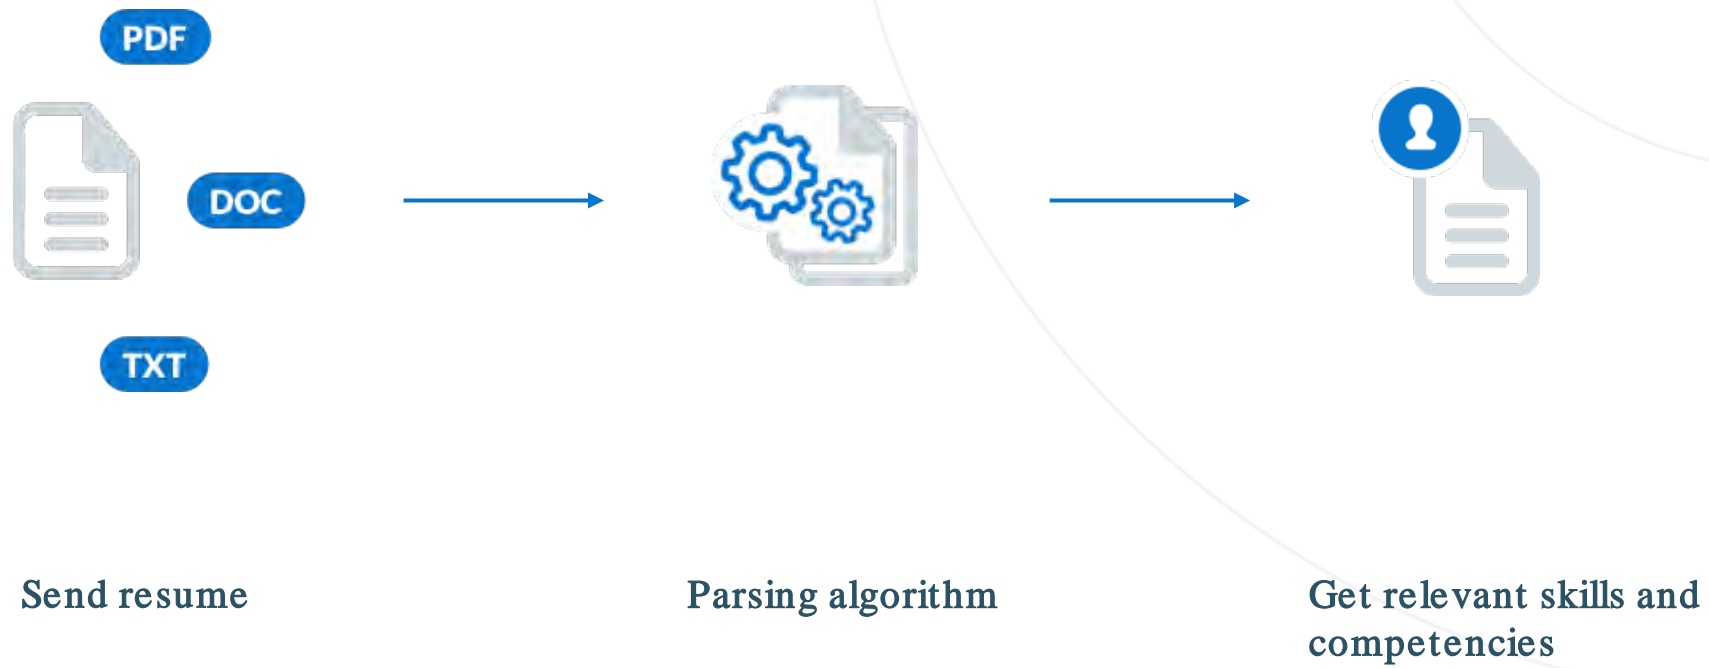 PDF
DOC
TXT
Send resume
Parsing algorithm
Get relevant skills and
competencies